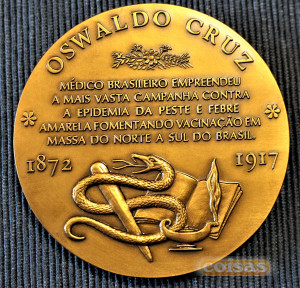 OSWALDO CRUZ
MÉDICO BRASILEIRO EMPREENDEU
A MAIS VASTA CAMPANHA CONTRA
A EPIDEMIA DA PESTE E FEBRE
AMARELA FOMENTANDO VACINAÇÃO EM
MASSA DO NORTE A SUL DO BRASIL.
1872 1917
coisas